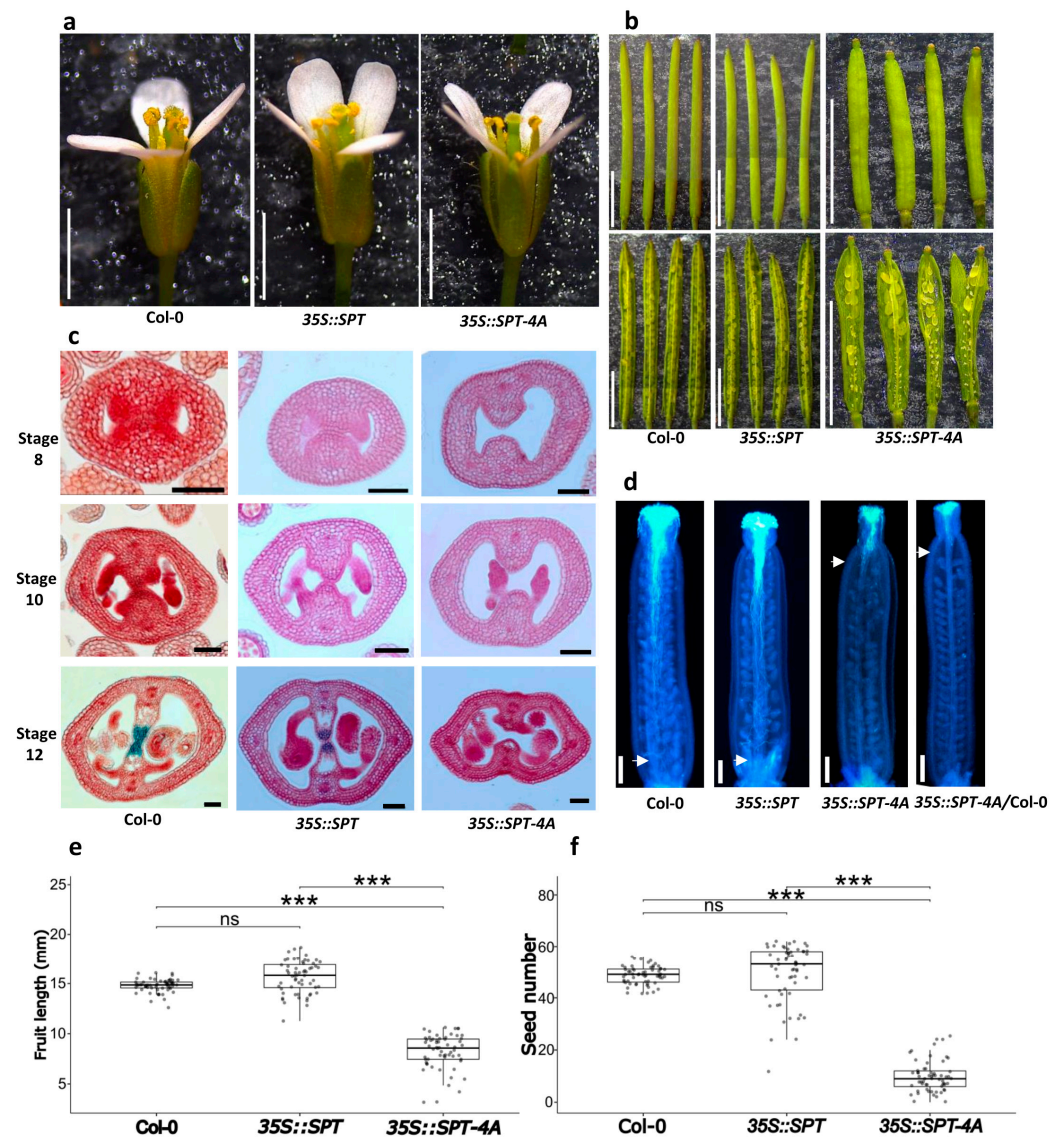 a
Col-0
35S::SPT
35S::SPT-4A
b
Col-0
35S::SPT
35S::SPT-4A
c
Stage
8
Stage
10
Stage
12
Col-0
35S::SPT
35S::SPT-4A
d
Col-0
35S::SPT
35S::SPT-4A
35S::SPT-4A/Col-0
e
Fruit length (mm)
25
20
15
10
5
***
***
ns
Col-0
35S::SPT
35S::SPT-4A
f
Seed number
80
60
40
20
0
***
***
ns
Col-0
35S::SPT
35S::SPT-4A